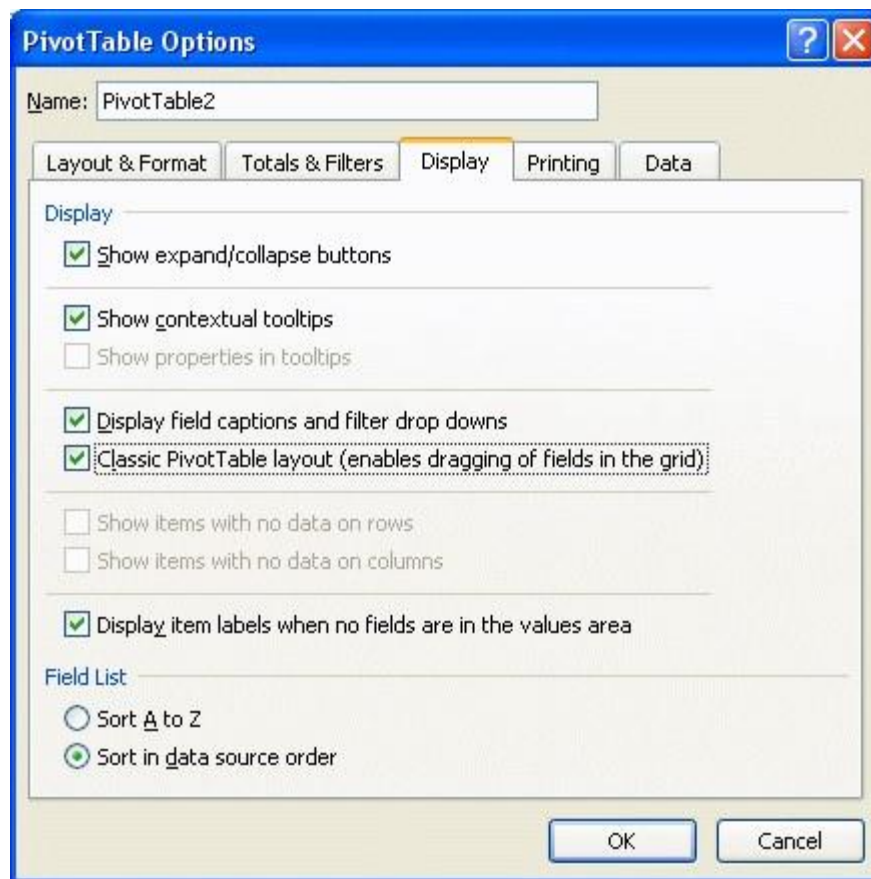 PivotTable Options
Name: PivotTable2
Layout & Format Totals & Filters Display Printing Data
Display
Show expand/collapse buttons
Show contextual tooltips
Show properties in tooltips
Display field captions and filter drop downs
Classic PivotTable layout (enables dragging of fields in the grid)
Show items with no data on rows
Show items with no data on columns
Display item labels when no fields are in the values area
Field List
Sort A to Z
Sort in data source order
OK Cancel